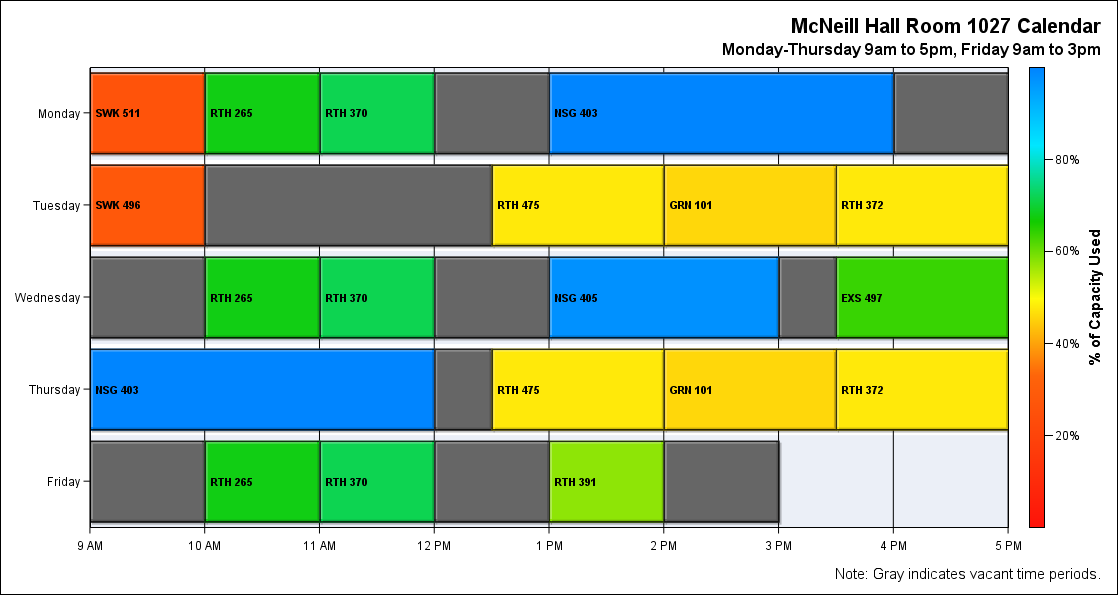 McNeill Hall Room 1027 Calendar
Monday-Thursday 9am to 5pm, Friday 9am to 3pm
Monday
SWK 511
RTH 265
RTH 370
NSG 403
Tuesday
SWK 496
RTH 475
GRN 101
RTH 372
Wednesday
RTH 265
RTH 370
NSG 405
EXS 497
Thursday
NSG 403
RTH 475
GRN 101
RTH 372
Friday
RTH 265
RTH 370
RTH 391
9 AM
10 AM
11 AM
12 PM
1 PM
2 PM
3 PM
4 PM
5 PM
80%
60%
40%
20%
% of Capacity Used
Note: Gray indicates vacant time periods.